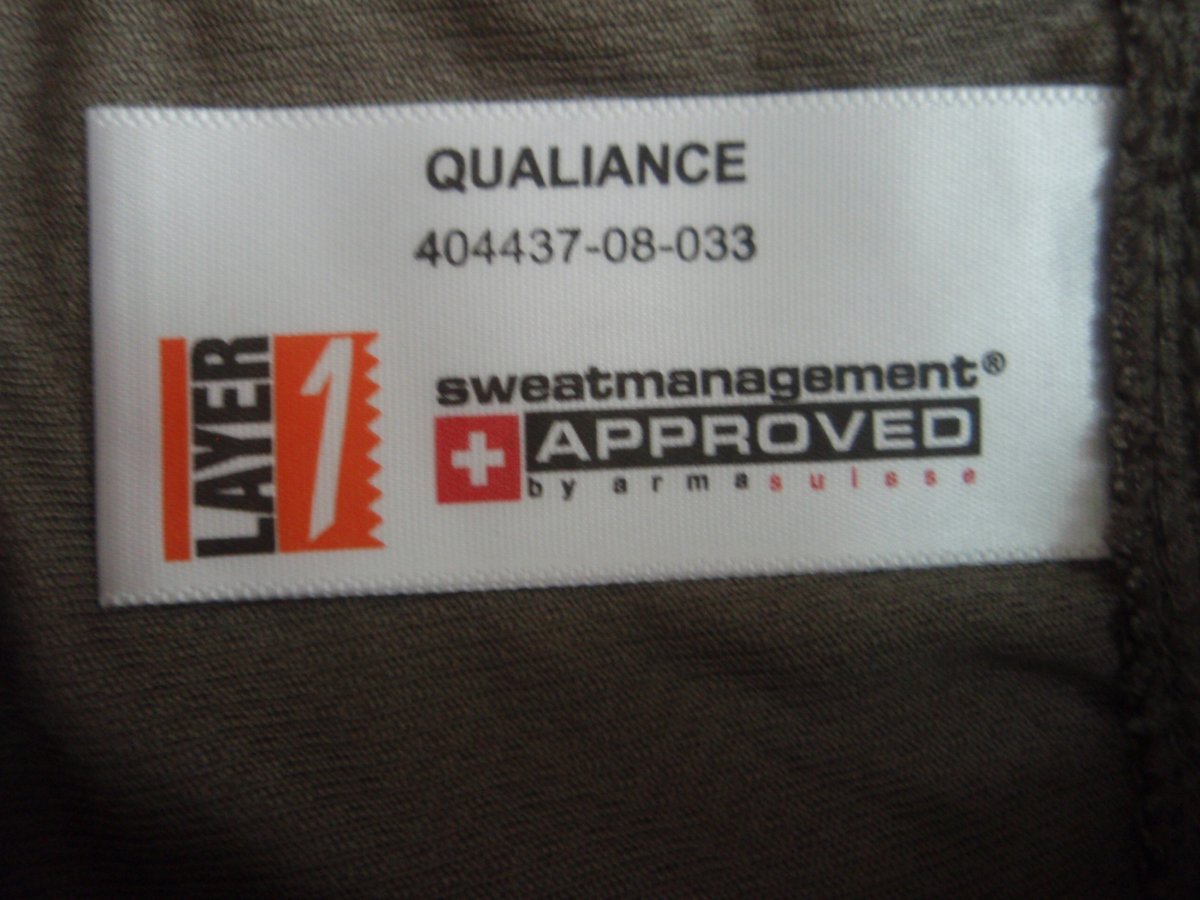 QUALIANCE
404437-08-033
LAYER 1
sweatmanagement®
APPROVED
by armasuisse